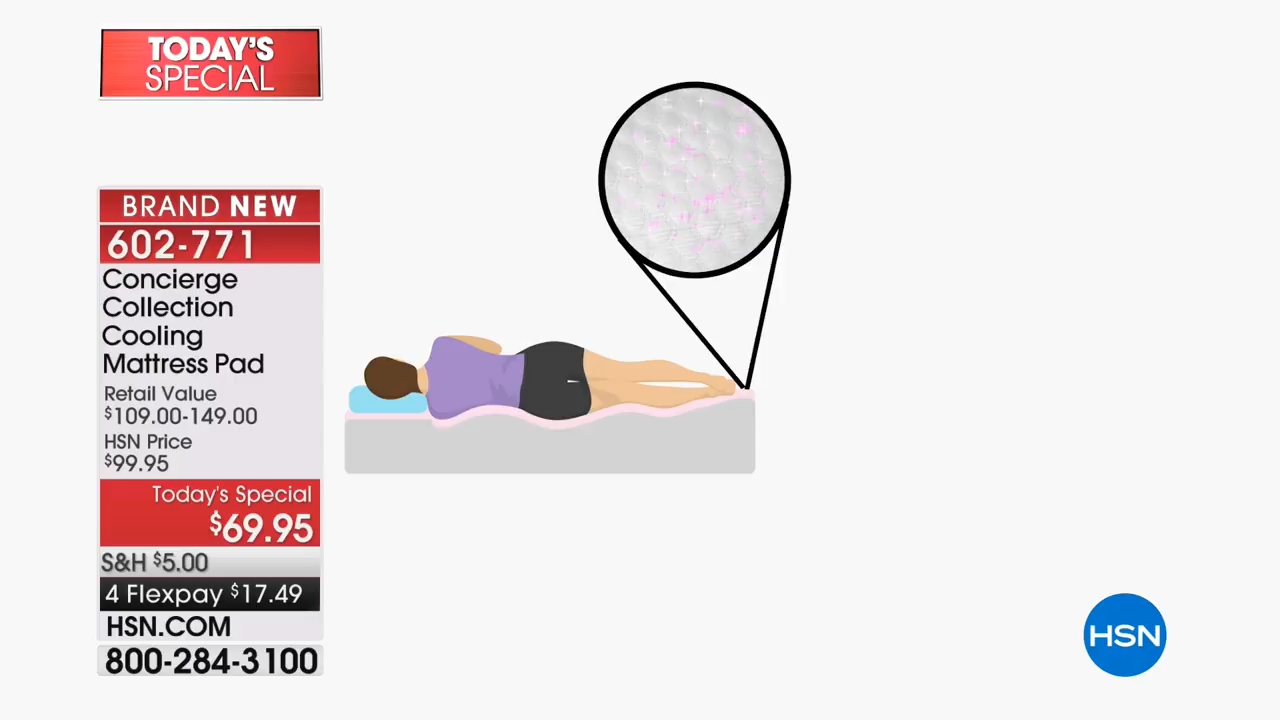 TODAY'S
SPECIAL
BRAND NEW
602-771
Concierge
Collection
Cooling
Mattress Pad
Retail Value
$109.00-149.00
HSN Price
$99.95
Today's Special
$69.95
S&H $5.00
4 Flexpay $17.49
HSN.COM
800-284-3100
HSN